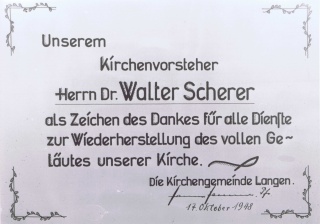 Unserem
Kirchenvorsteher
Herrn Dr. Walter Scherer
als Zeichen des Dankes für alle Dienste
zur Wiederherstellung des vollen Ge-
läutes unserer Kirche.
Die Kirchengemeinde Langen.
17. Oktober 1948